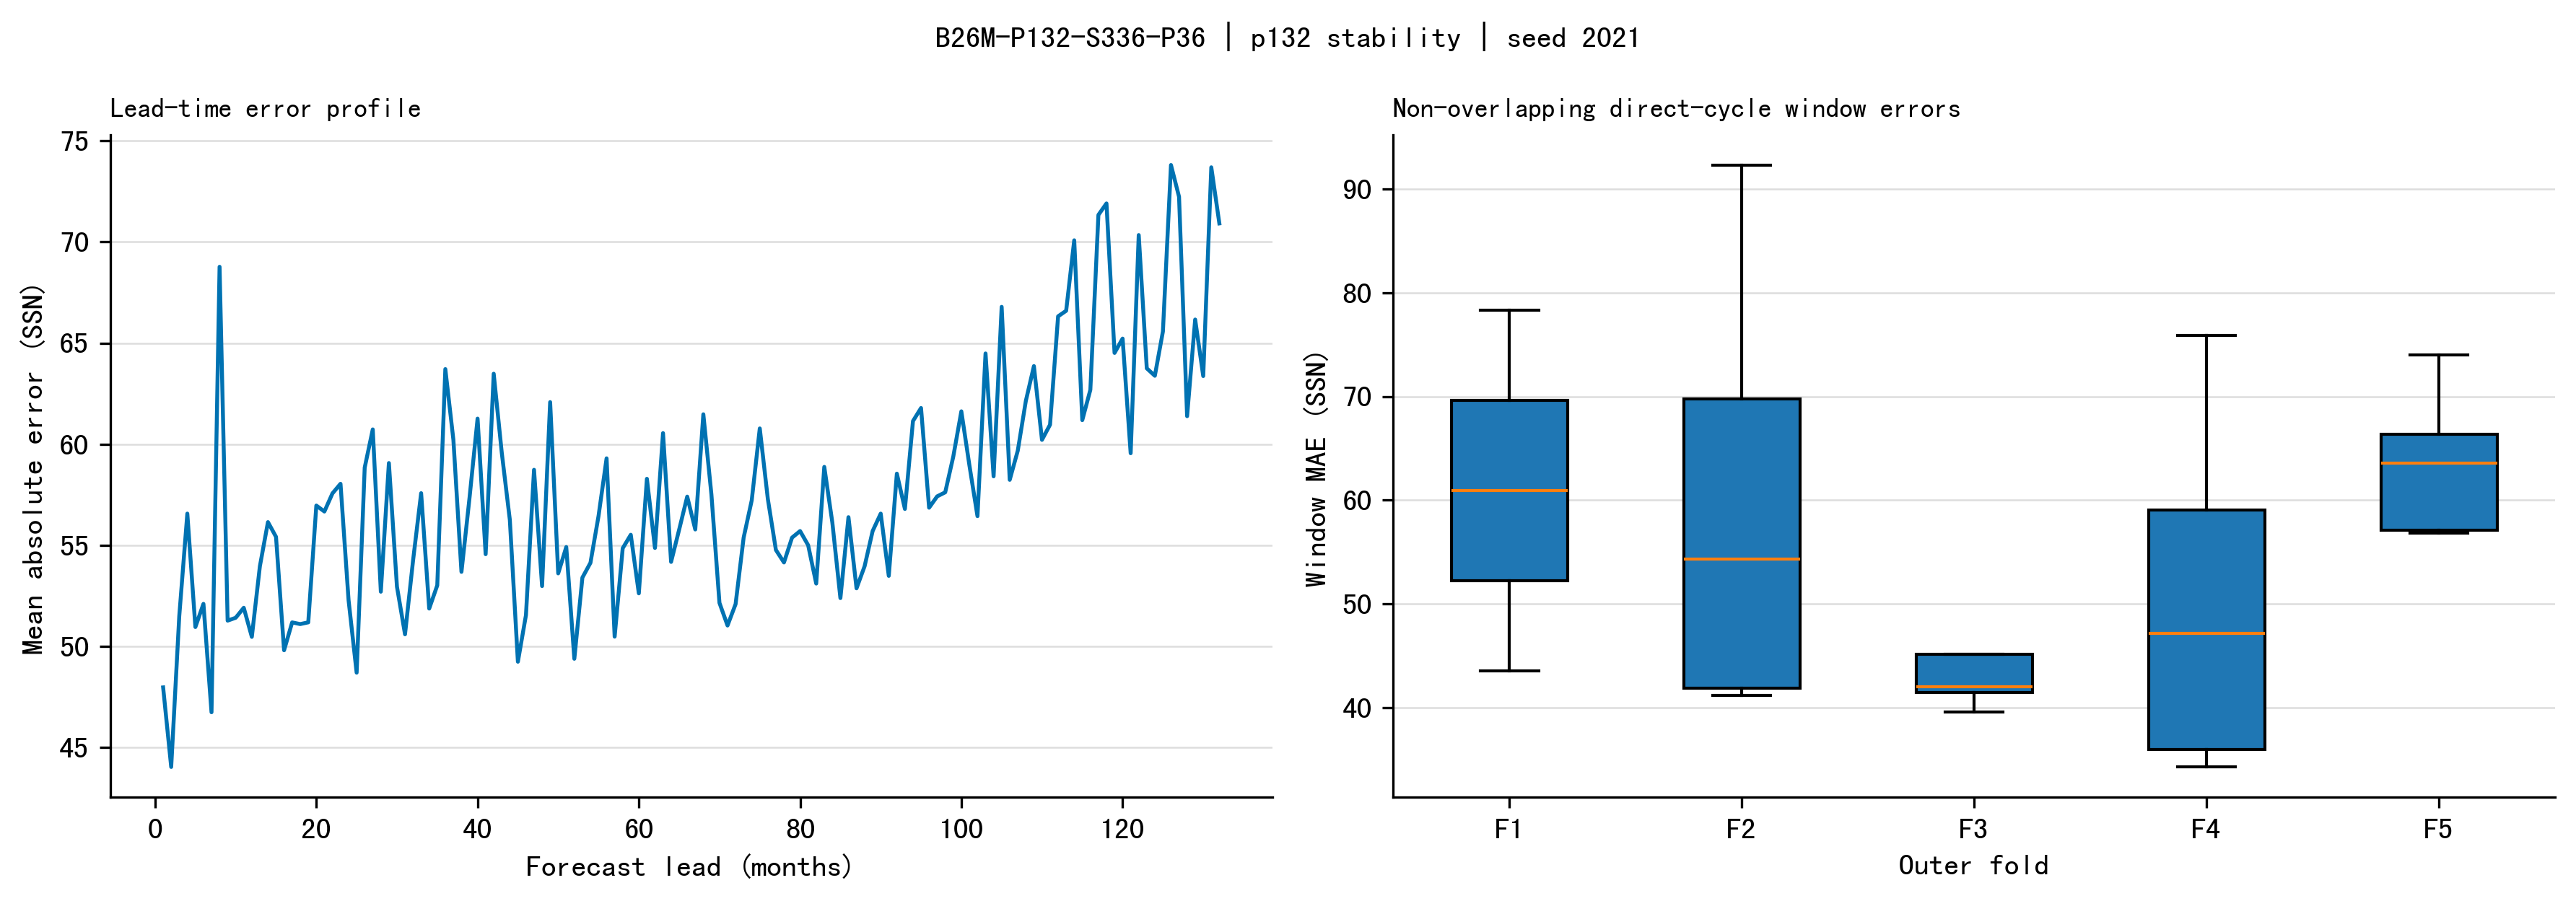 B26M-P132-S336-P36 | p132 stability | seed 2021
Lead-time error profile
Mean absolute error (SSN)
75
70
65
60
55
50
45
0 20 40 60 80 100 120
Forecast lead (months)
Non-overlapping direct-cycle window errors
Window MAE (SSN)
90
80
70
60
50
40
F1 F2 F3 F4 F5
Outer fold